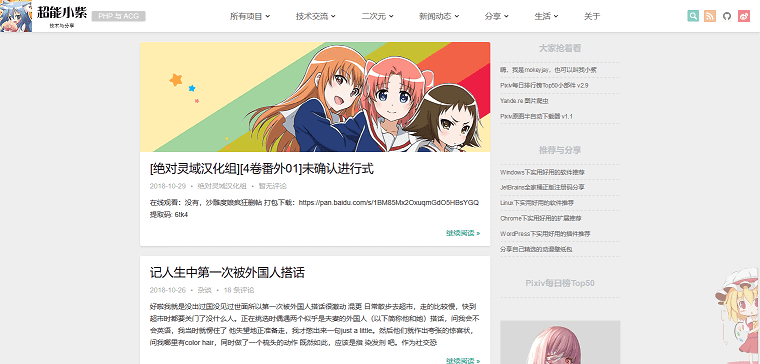 超能小紫
技术与分享
PHP 与 ACG
所有项目 技术交流 二次元 新闻动态 分享 生活 关于
[绝对灵域汉化组][4卷番外01]未确认进行式
2018-10-29 • 绝对灵域汉化组 • 暂无评论
在线观看：没有，沙雕度娘疯狂删帖 打包下载：https://pan.baidu.com/s/1BM85Mx2OxuqmGdO5HBsYGQ
提取码: 6tk4
继续阅读 »
记人生中第一次被外国人搭话
2018-10-26 • 杂谈 • 18 条评论
好啦我就是没出过国没见过世面所以第一次被外国人搭话很激动 混更 日常散步去超市，走的比较慢，快到
超市时都要关门了没什么人。正在挑选时偶遇两个似乎是夫妻的外国人（以下简称他和她）搭话，问我会不
会英语，我当时就愣住了 他失望地正准备走，我才憋出来一句just a little。然后他们就作出夸张的惊喜状，
问我哪里有color hair，同时做了一个梳头的动作 既然如此，应该是指 染发剂 吧。作为社交恐
继续阅读 »
大家抢着看
嗨，我是mokeyjay，也可以叫我小紫
Pixiv每日排行榜Top50小部件 v2.9
Yande.re 图片爬虫
Pixiv原图半自动下载器 v1.1
推荐与分享
Windows下实用好用的软件推荐
JetBrains全家桶正版注册码分享
Linux下实用好用的软件推荐
Chrome下实用好用的扩展推荐
WordPress下实用好用的插件推荐
分享自己精选的动漫壁纸包
Pixiv每日榜Top50